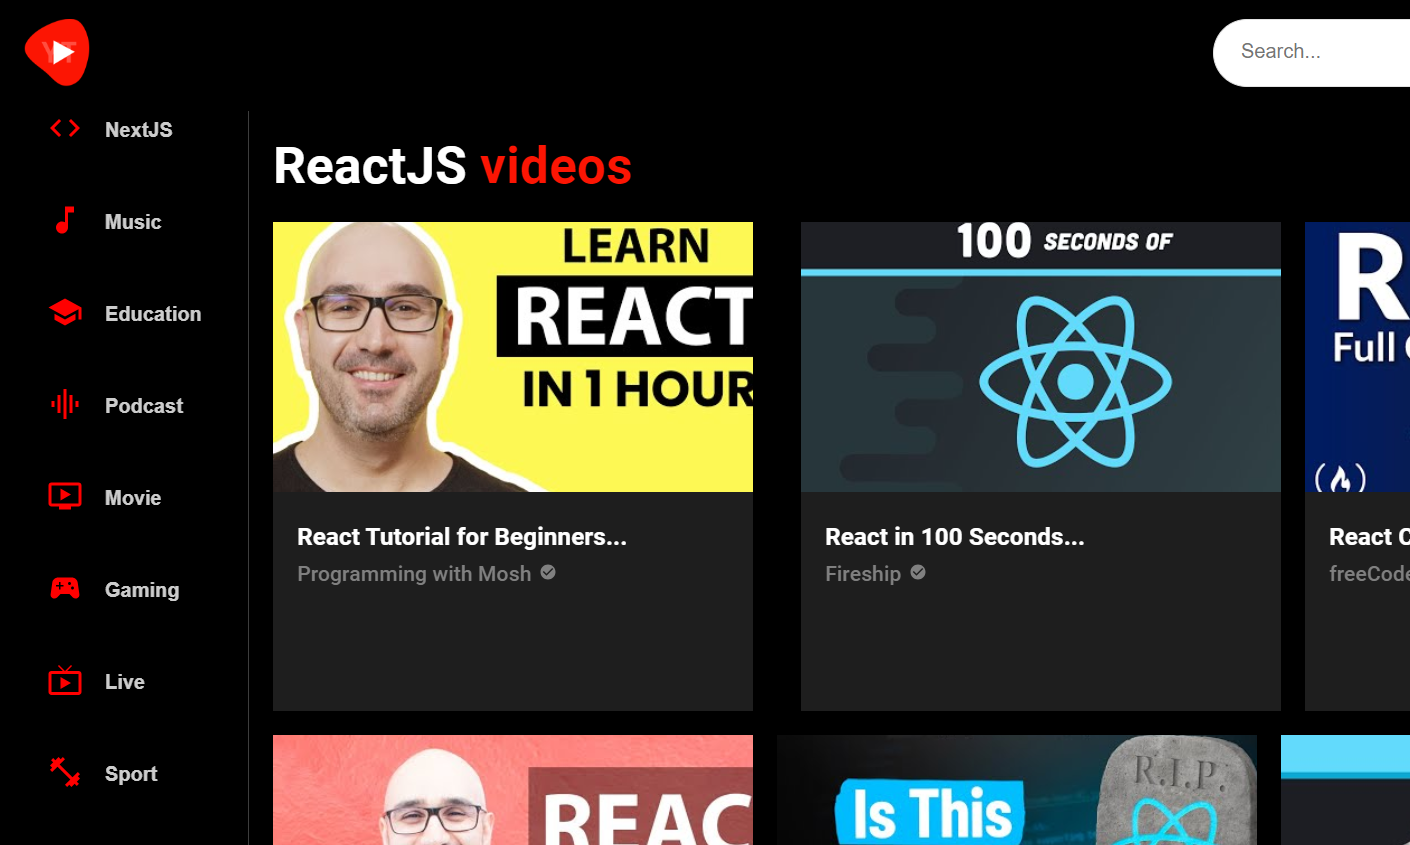 YT
Search...
NextJS
Music
Education
Podcast
Movie
Gaming
Live
Sport
ReactJS videos
LEARN
REACT
IN 1 HOUR
React Tutorial for Beginners...
Programming with Mosh
100 SECONDS OF
React in 100 Seconds...
Fireship
R
Full
React C
freeCode
REAC
Is This
R.I.P.